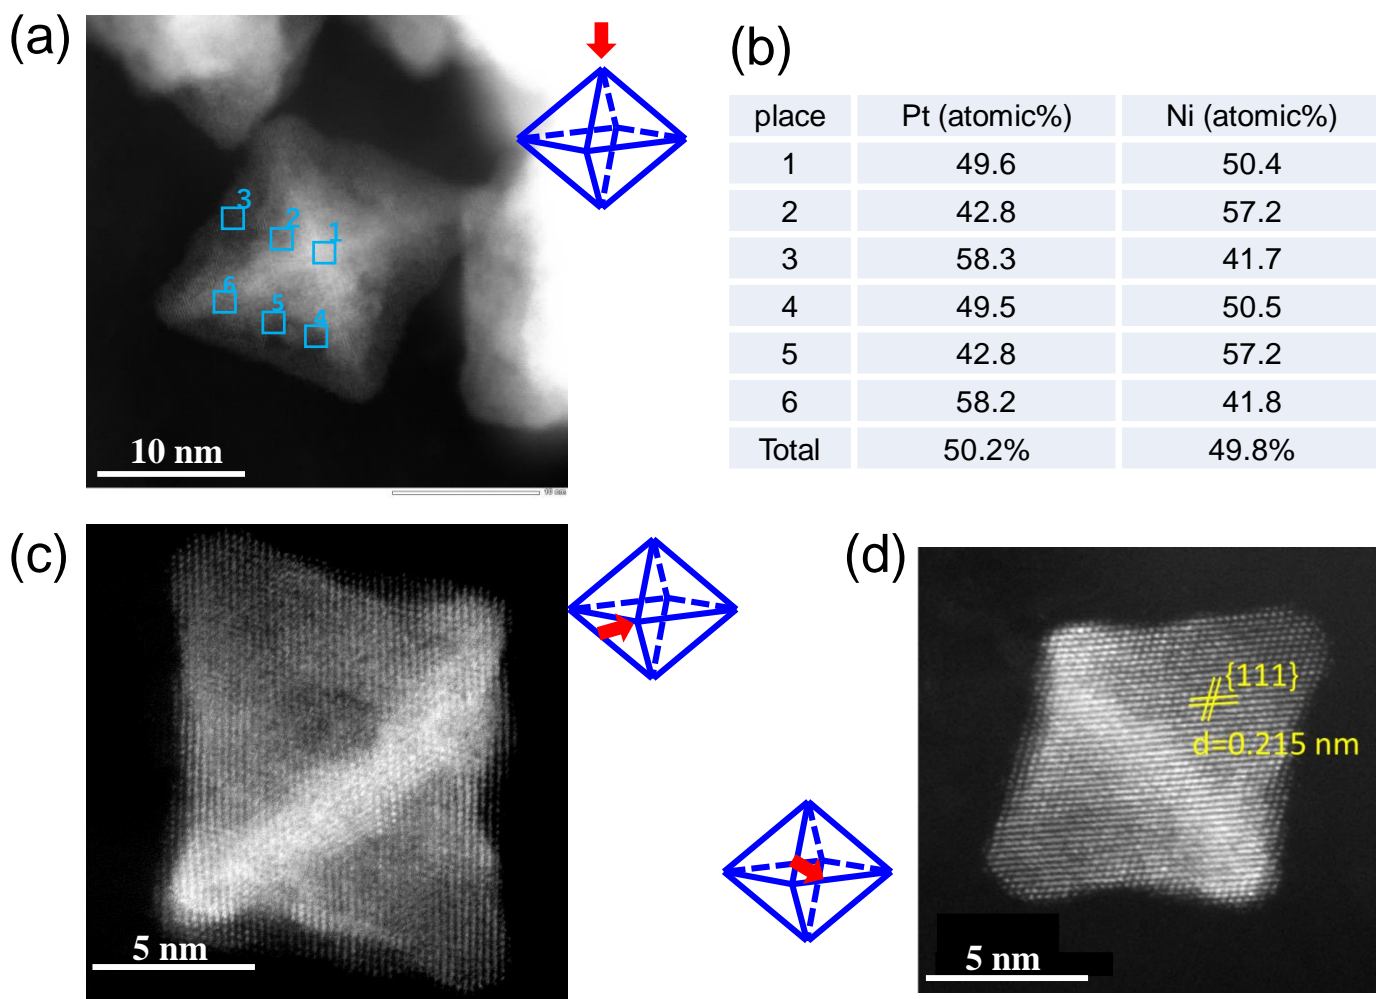 (a)
3
2
1
6
5
4
10 nm
10 nm
(b)
place Pt (atomic%) Ni (atomic%)
1 49.6 50.4
2 42.8 57.2
3 58.3 41.7
4 49.5 50.5
5 42.8 57.2
6 58.2 41.8
Total 50.2% 49.8%
(c)
5 nm
(d)
{111}
d=0.215 nm
5 nm